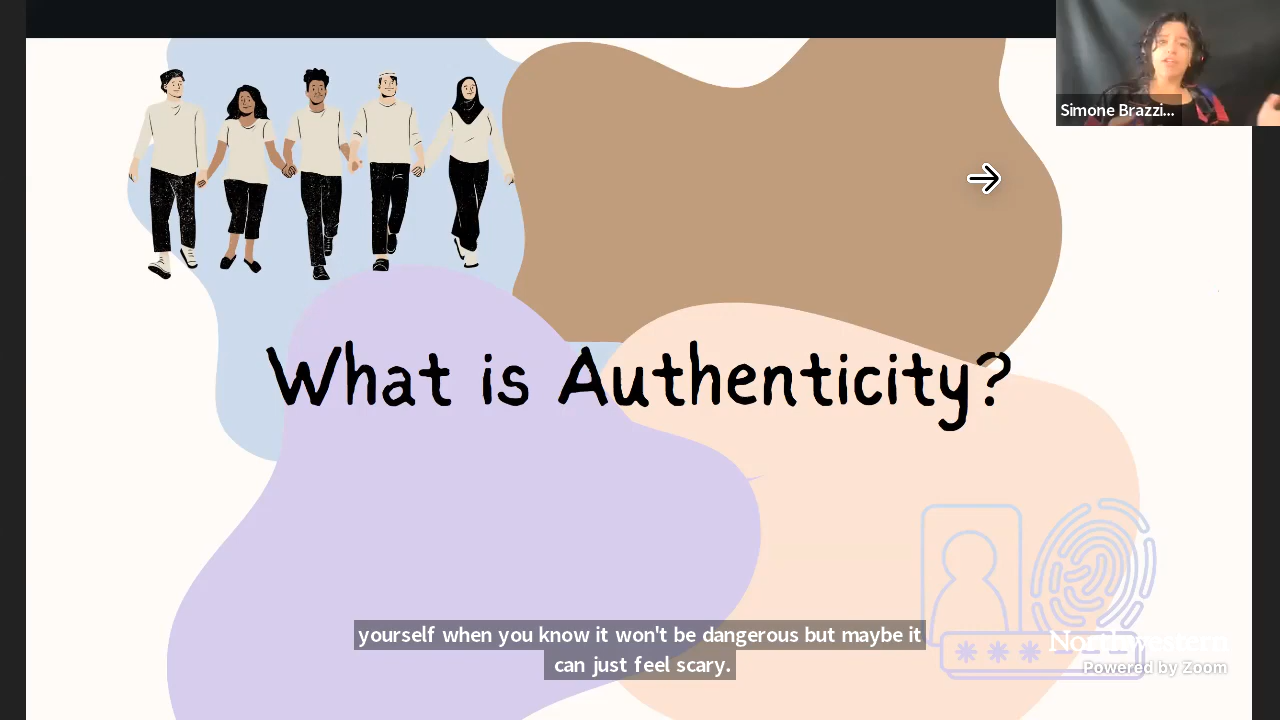 Simone Brazzi...
What is Authenticity?
yourself when you know it won't be dangerous but maybe it
can just feel scary.
Northwestern
Powered by Zoom